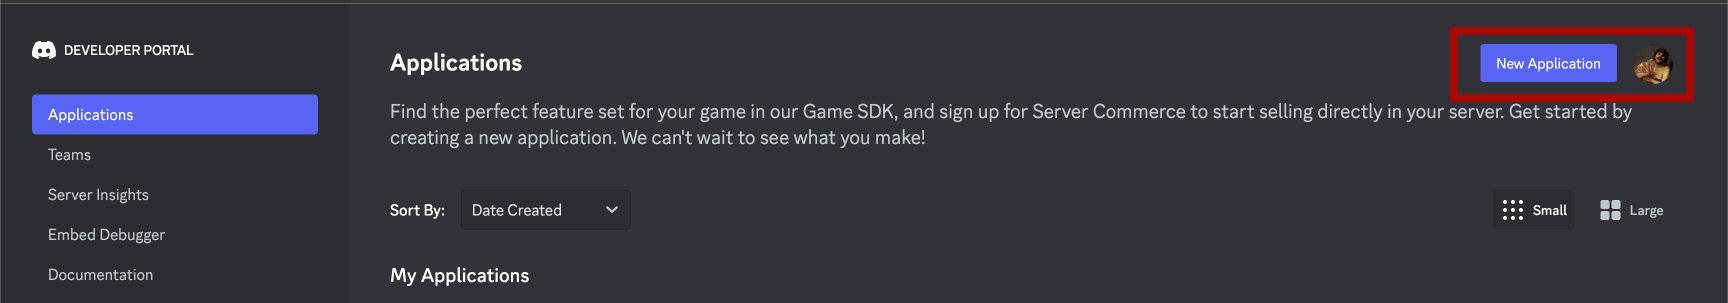 DEVELOPER PORTAL
Applications
Teams
Server Insights
Embed Debugger
Documentation
Applications
New Application
Find the perfect feature set for your game in our Game SDK, and sign up for Server Commerce to start selling directly in your server. Get started by
creating a new application. We can't wait to see what you make!
Sort By: Date Created
Small Large
My Applications